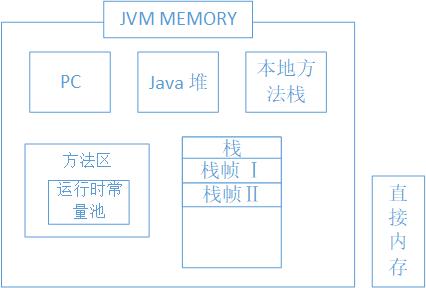 JVM MEMORY
PC
Java 堆
本地方
法栈
方法区
运行时常
量池
栈
栈帧 Ⅰ
栈帧 Ⅱ
直
接
内
存